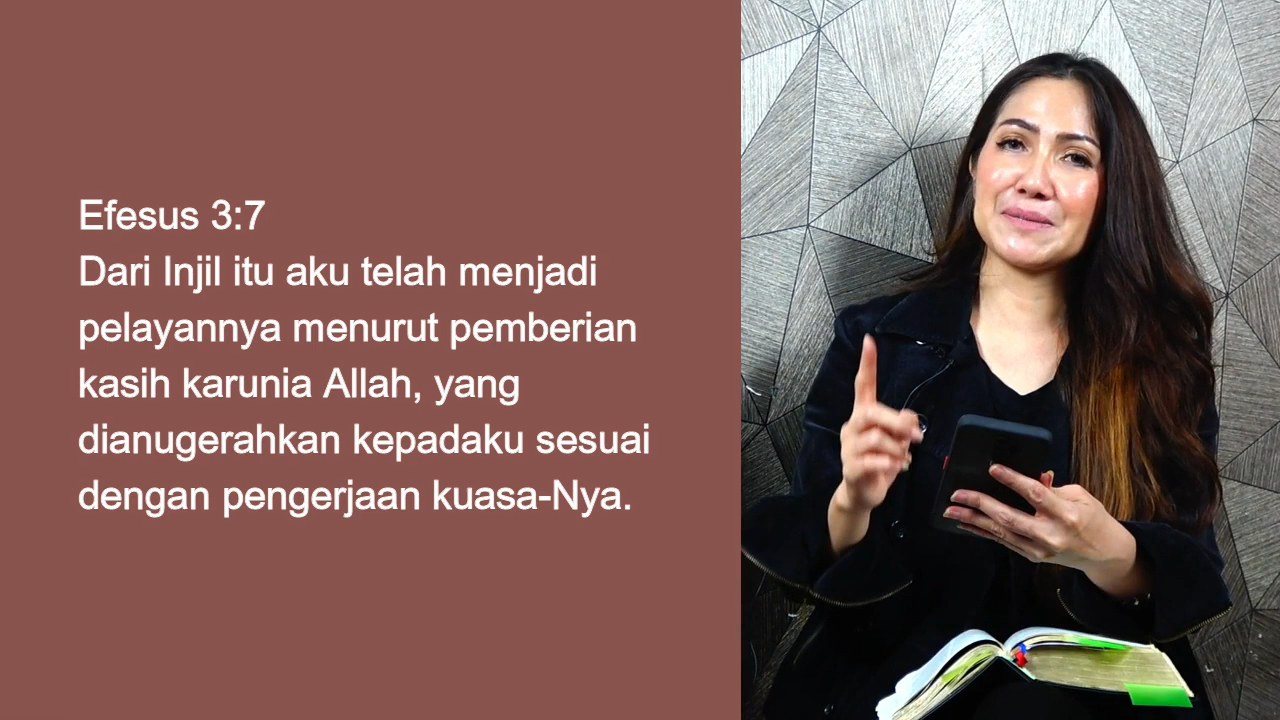 Efesus 3:7
Dari Injil itu aku telah menjadi
pelayannya menurut pemberian
kasih karunia Allah, yang
dianugerahkan kepadaku sesuai
dengan pengerjaan kuasa-Nya.